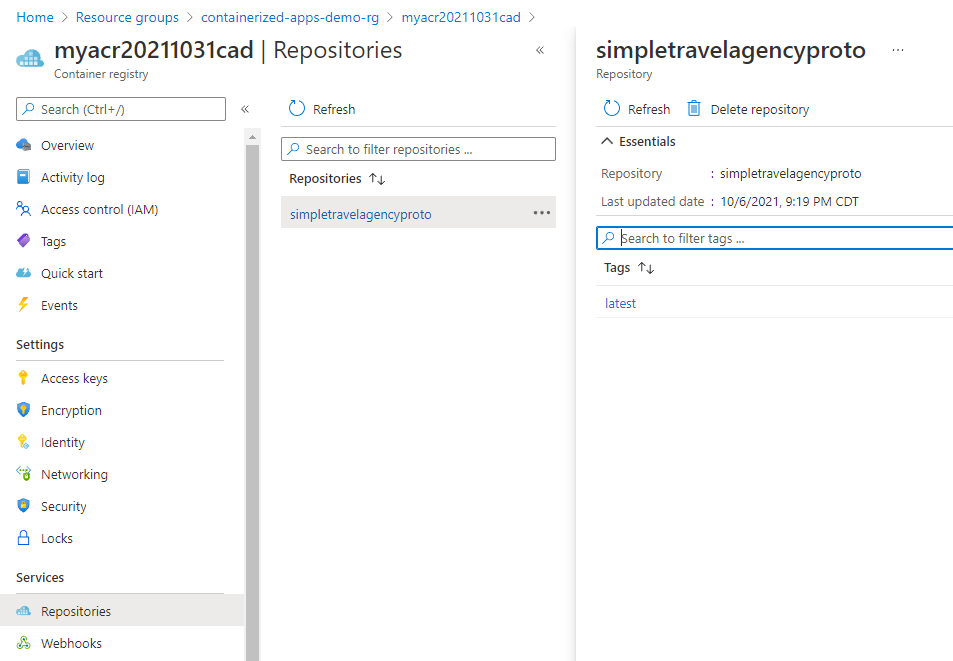 Home > Resource groups > containerized-apps-demo-rg > myacr20211031cad >
myacr20211031cad | Repositories
Container registry
Search (Ctrl+/)
Overview
Activity log
Access control (IAM)
Tags
Quick start
Events
Settings
Access keys
Encryption
Identity
Networking
Security
Locks
Services
Repositories
Webhooks
Refresh
Search to filter repositories ...
Repositories
simpletravelagencyproto
simpletravelagencyproto
Repository
Refresh Delete repository
Essentials
Repository : simpletravelagencyproto
Last updated date : 10/6/2021, 9:19 PM CDT
Search to filter tags ...
Tags
latest